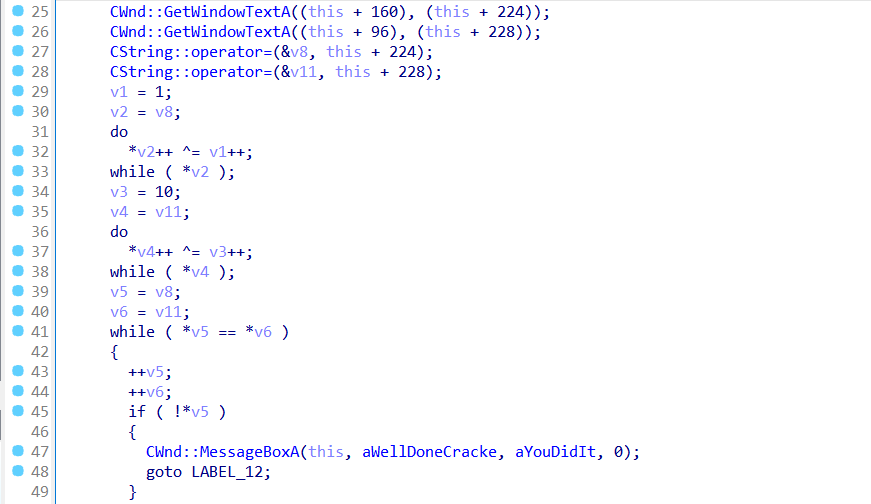 25 CWnd::GetWindowTextA((this + 160), (this + 224));
26 CWnd::GetWindowTextA((this + 96), (this + 228));
27 CString::operator=(&v8, this + 224);
28 CString::operator=(&v11, this + 228);
29 v1 = 1;
30 v2 = v8;
31 do
32 *v2++ ^= v1++;
33 while ( *v2 );
34 v3 = 10;
35 v4 = v11;
36 do
37 *v4++ ^= v3++;
38 while ( *v4 );
39 v5 = v8;
40 v6 = v11;
41 while ( *v5 == *v6 )
42 {
43 ++v5;
44 ++v6;
45 if ( !*v5 )
46 {
47 CWnd::MessageBoxA(this, aWellDoneCracke, aYouDidIt, 0);
48 goto LABEL_12;
49 }